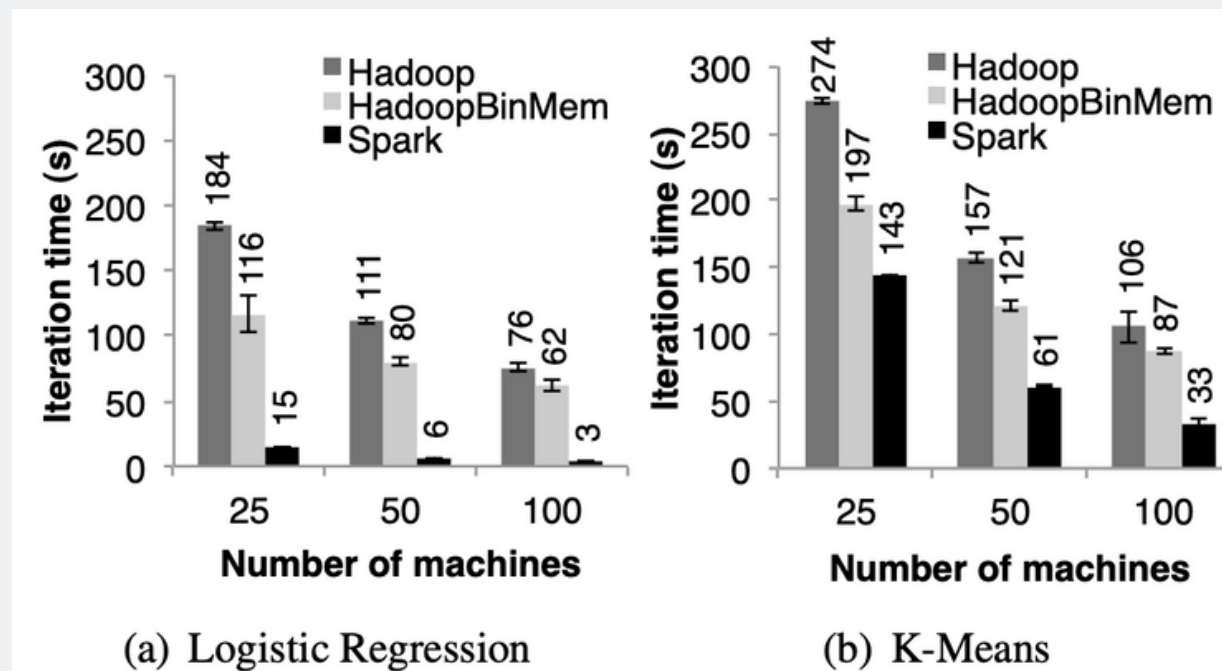 300
250
200
150
100
50
0
Iteration time (s)
Hadoop
HadoopBinMem
Spark
184
116
15
111
80
6
76
62
3
25 50 100
Number of machines
(a) Logistic Regression
300
250
200
150
100
50
0
Iteration time (s)
Hadoop
HadoopBinMem
Spark
274
197
143
157
121
61
106
87
33
25 50 100
Number of machines
(b) K-Means